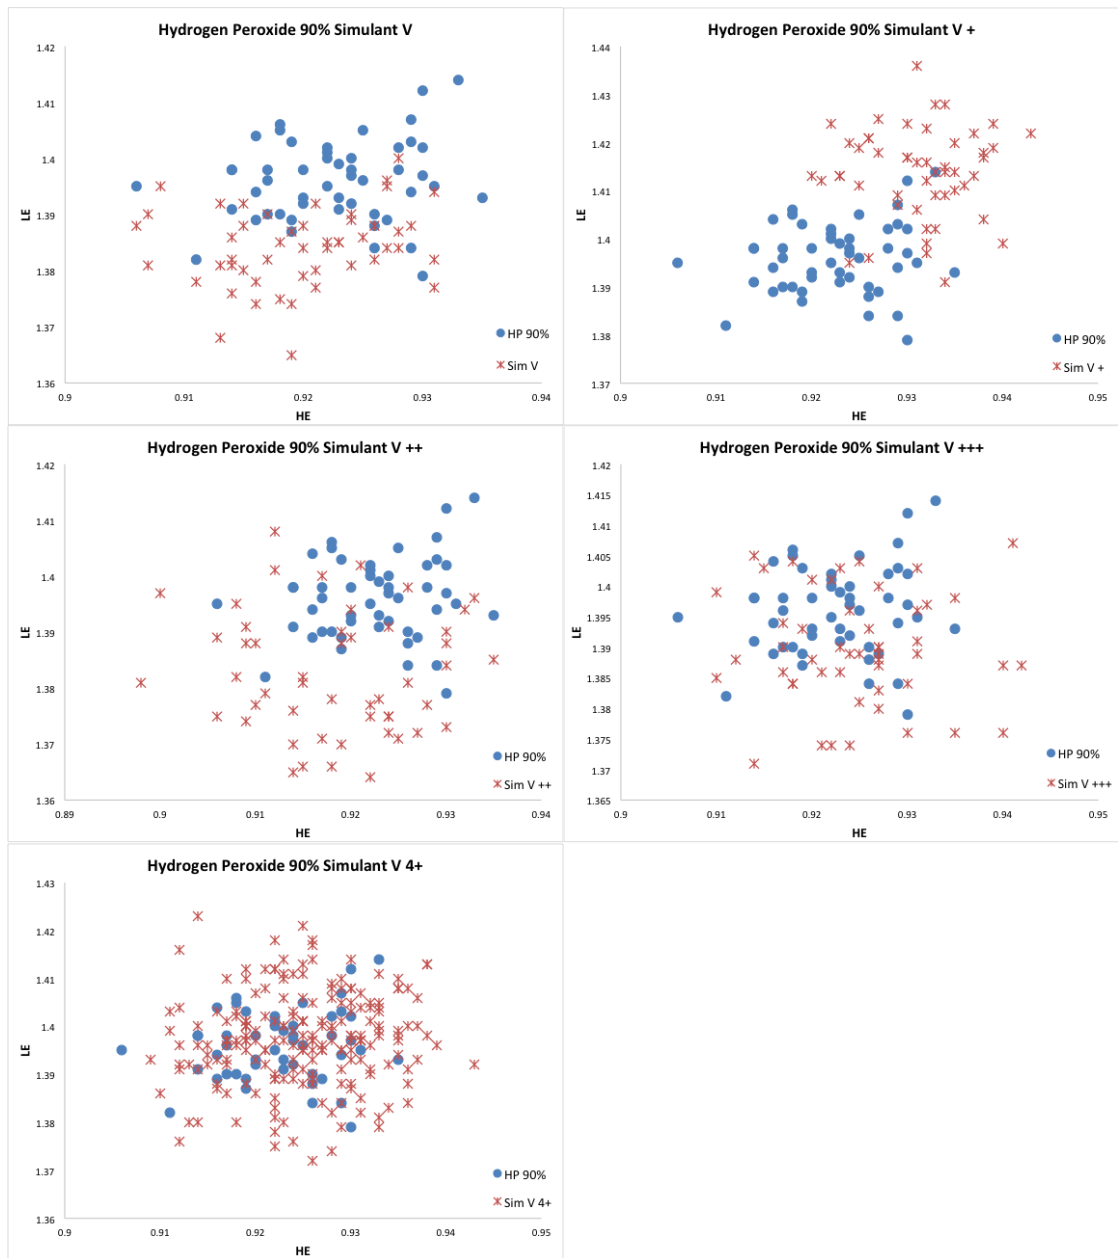 Hydrogen Peroxide 90% Simulant V
1.42
1.41
1.4
1.39
1.38
1.37
1.36
LE
0.9 0.91 0.92 0.93 0.94
HE
HP 90%
Sim V
Hydrogen Peroxide 90% Simulant V +
1.44
1.43
1.42
1.41
1.4
1.39
1.38
1.37
LE
0.9 0.91 0.92 0.93 0.94 0.95
HE
HP 90%
Sim V +
Hydrogen Peroxide 90% Simulant V ++
1.42
1.41
1.4
1.39
1.38
1.37
1.36
LE
0.89 0.9 0.91 0.92 0.93 0.94
HE
HP 90%
Sim V ++
Hydrogen Peroxide 90% Simulant V +++
1.42
1.415
1.41
1.405
1.4
1.395
1.39
1.385
1.38
1.375
1.37
1.365
LE
0.9 0.91 0.92 0.93 0.94 0.95
HE
HP 90%
Sim V +++
Hydrogen Peroxide 90% Simulant V 4+
1.43
1.42
1.41
1.4
1.39
1.38
1.37
1.36
LE
0.9 0.91 0.92 0.93 0.94 0.95
HE
HP 90%
Sim V 4+